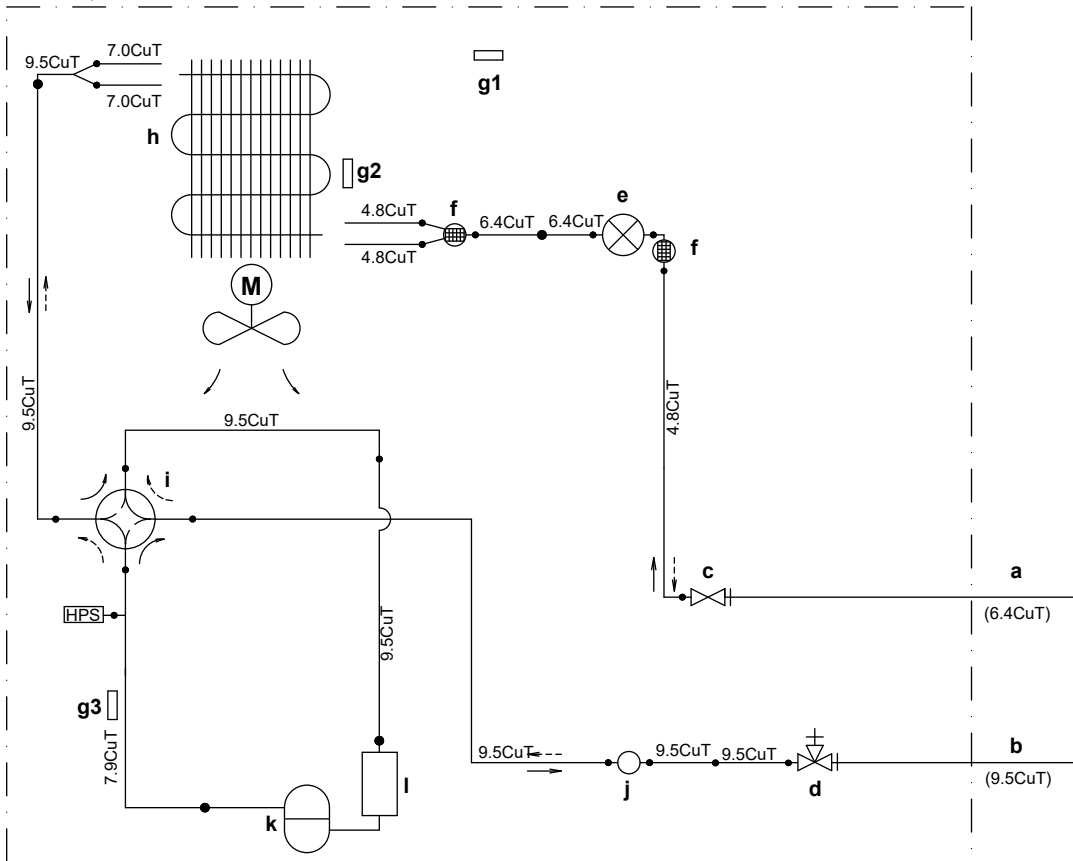 7.0CuT
9.5CuT
7.0CuT
g1
h
g2
e
f
4.8CuT
6.4CuT
6.4CuT
f
4.8CuT
M
9.5CuT
9.5CuT
4.8CuT
i
c
a
HPS
(6.4CuT)
9.5CuT
g3
7.9CuT
9.5CuT
9.5CuT
9.5CuT
b
(9.5CuT)
l
j
d
k